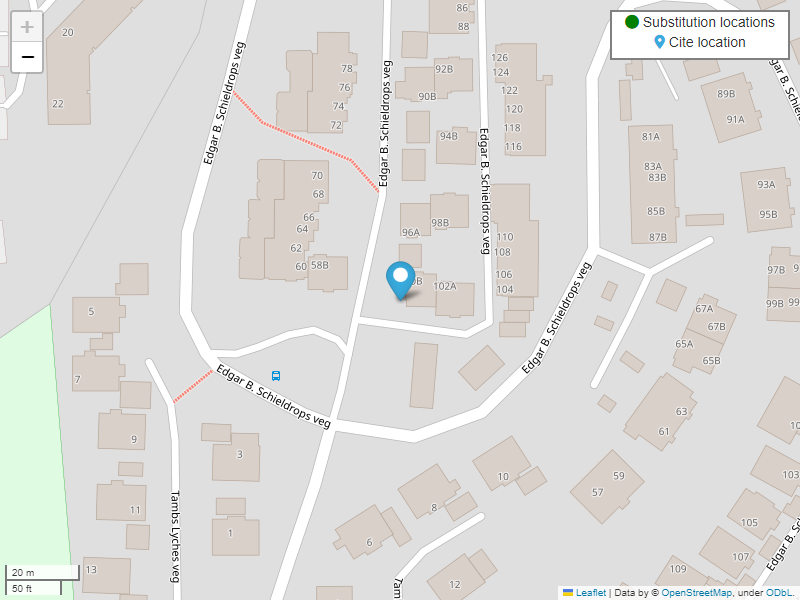 +
−
Substitution locations
Cite location
20
22
78
76
74
72
70
68
66
64
62
60
58B
86
88
92B
90B
94B
96A
98B
102A
126
124
122
120
118
116
110
108
106
104
89B
91A
81A
83A
83B
85B
87B
93A
95B
97B
99B
99
67A
67B
65A
65B
63
61
59
57
103
105
107
109
5
7
9
11
13
3
1
6
8
10
12
Edgar B. Schieldrops veg
Edgar B. Schieldrops veg
Edgar B. Schieldrops veg
Edgar B. Schieldrops veg
Edgar B. Schieldrops veg
Tambs Lyches veg
20 m
50 ft
Leaflet | Data by © OpenStreetMap, under ODbL.